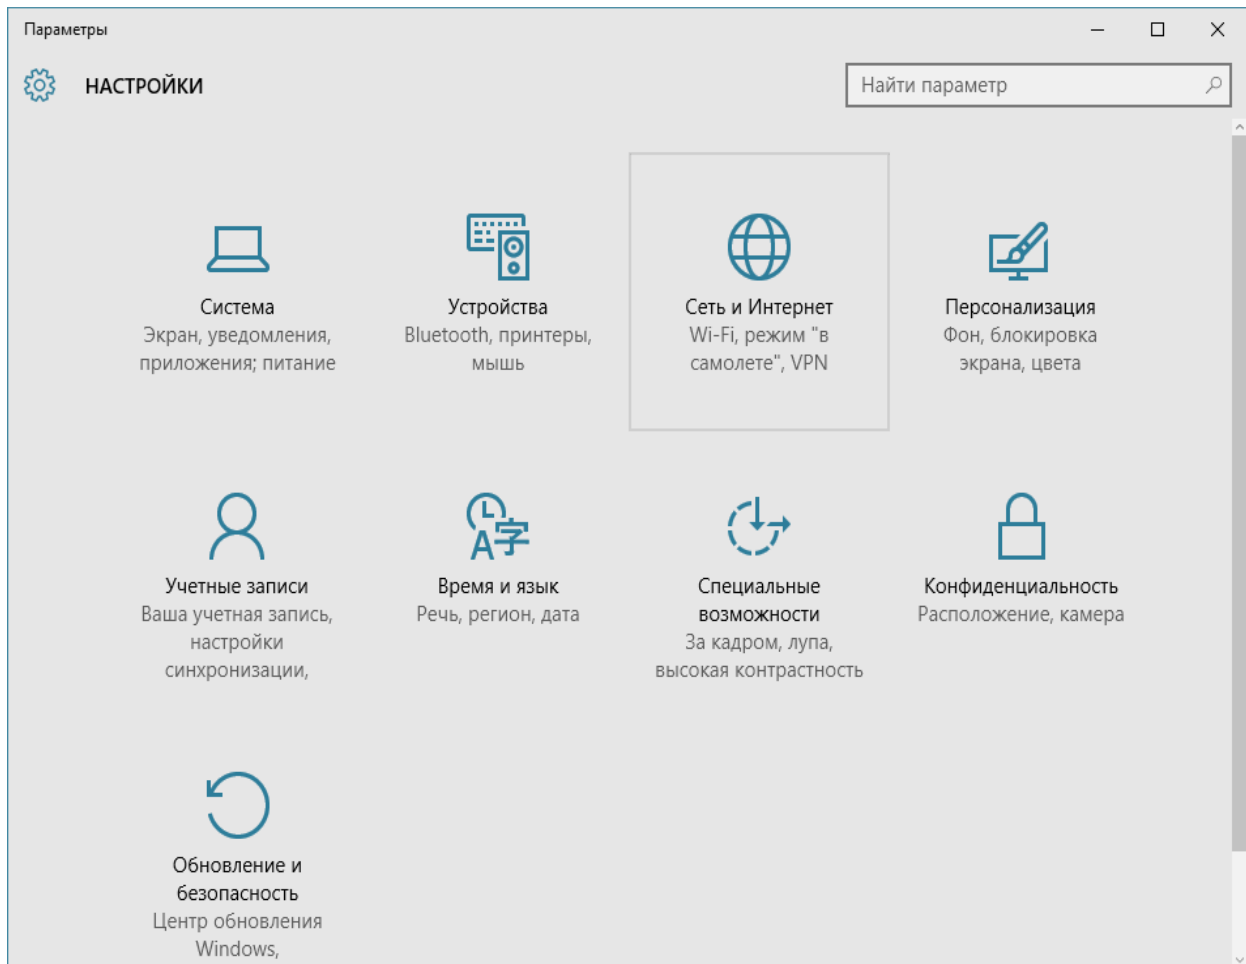 Параметры
НАСТРОЙКИ
Найти параметр
Система
Экран, уведомления,
приложения; питание
Устройства
Bluetooth, принтеры,
мышь
Сеть и Интернет
Wi-Fi, режим "в
самолете", VPN
Персонализация
Фон, блокировка
экрана, цвета
Учетные записи
Ваша учетная запись,
настройки
синхронизации,
Время и язык
Речь, регион, дата
Специальные
возможности
За кадром, лупа,
высокая контрастность
Конфиденциальность
Расположение, камера
Обновление и
безопасность
Центр обновления
Windows,